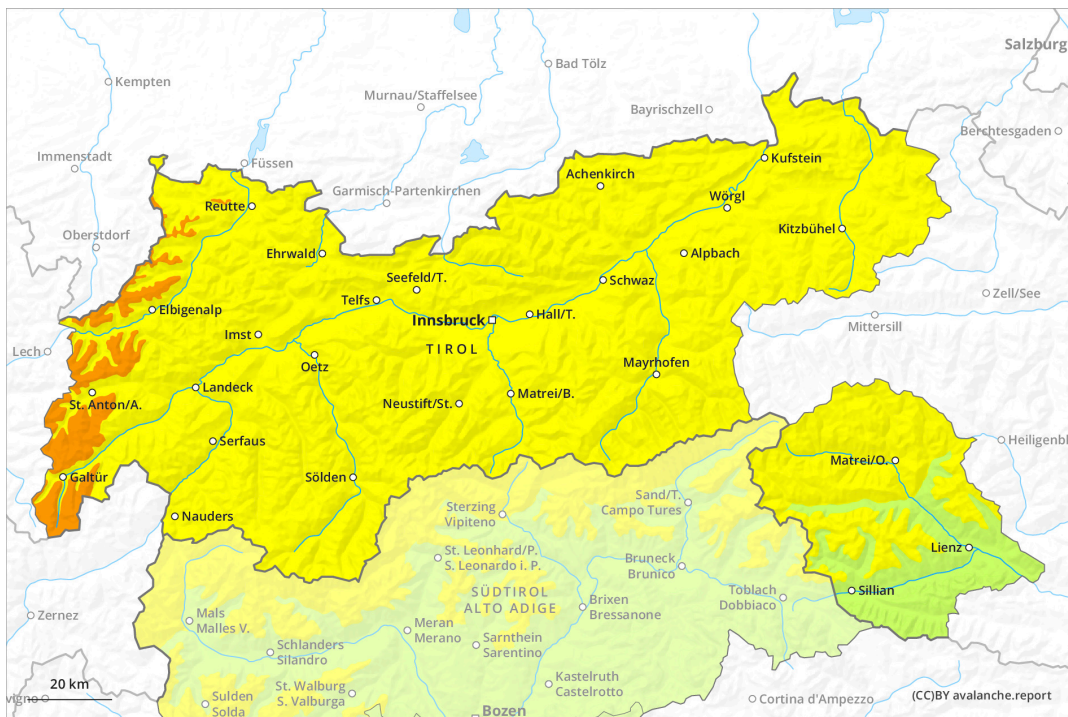 Salzburg
Bad Tölz
Kempten
Murnau/Staffelsee
Bayrischzell
Berchtesgaden
Immenstadt
Füssen
Kufstein
Achenkirch
Garmisch-Partenkirchen
Wörgl
Reutte
Kitzbühel
Oberstdorf
Ehrwald
Alpbach
Seefeld/T.
Schwaz
Zell/See
Telfs
Elbigenalp
Innsbruck
Hall/T.
Mittersill
Imst
Lech
TIROL
Oetz
Mayrhofen
Landeck
Matrei/B.
St. Anton/A.
Neustift/St.
Serfaus
Heiligenbl
Matrei/O.
Galtür
Sölden
Sand/T.
Campo Tures
Sterzing
Vipiteno
Nauders
Lienz
St. Leonhard/P.
S. Leonardo i. P.
Bruneck
Brunico
Toblach
Dobbiaco
Sillian
SÜDTIROL
ALTO ADIGE
Brixen
Bressanone
Zernez
Mals
Malles V.
Meran
Merano
Schlanders
Silandro
Sarnthein
Sarentino
Kastelruth
Castelrotto
20 km
St. Walburg
S. Valburga
Sulden
Solda
vigno
Cortina d'Ampezzo
(CC)BY avalanche.report
Bozen